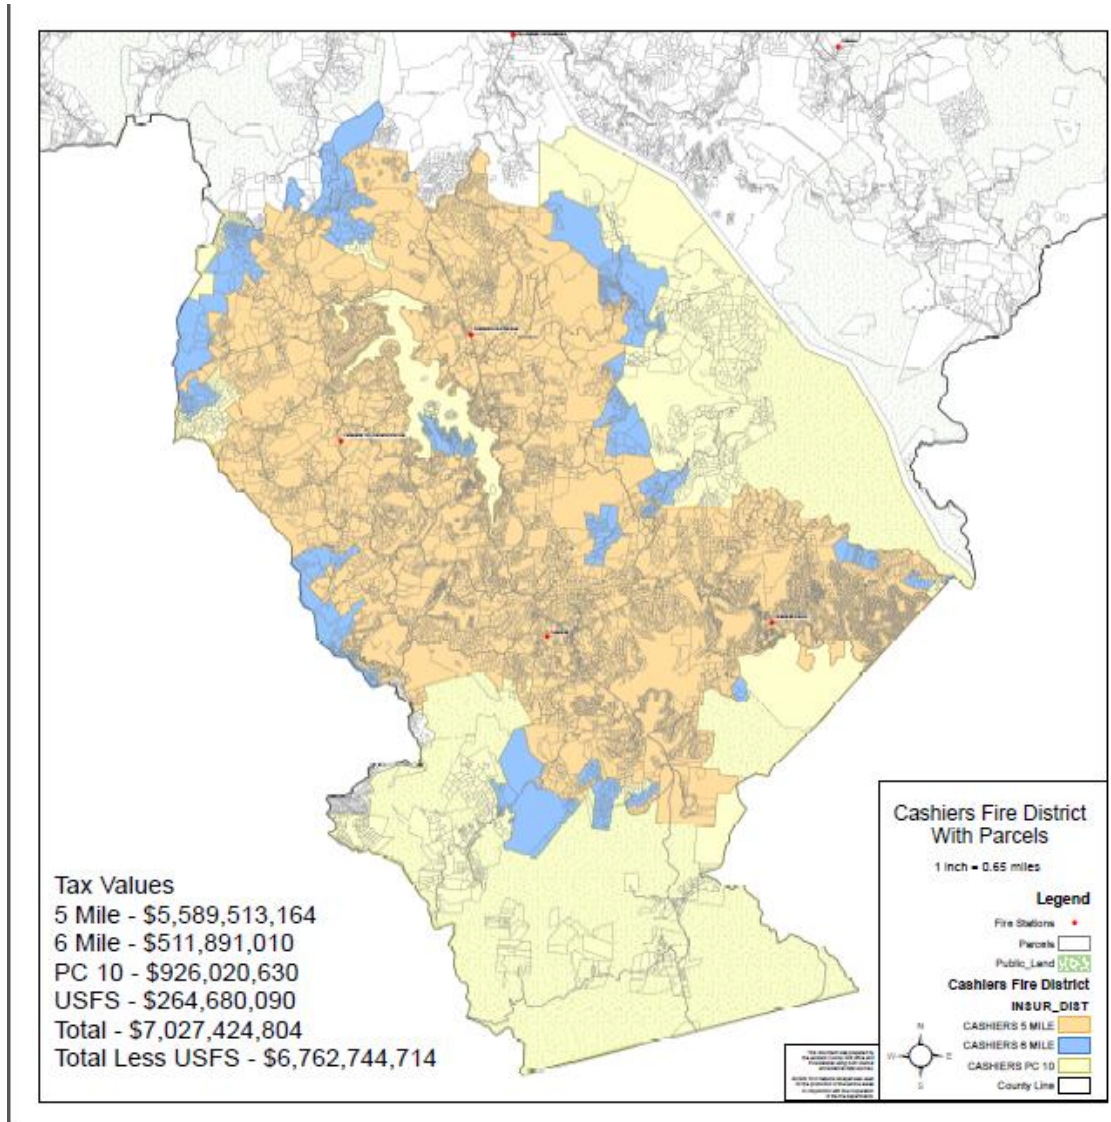 Cashiers Fire District
With Parcels
1 inch = 0.65 miles
Legend
Fire Stations
Parcels
Public_Land
Cashiers Fire District
INSUR_DIST
CASHIERS 5 MILE
CASHIERS 6 MILE
CASHIERS PC 10
County Line
N
W
E
S
Tax Values
5 Mile - $5,589,513,164
6 Mile - $511,891,010
PC 10 - $926,020,630
USFS - $264,680,090
Total - $7,027,424,804
Total Less USFS - $6,762,744,714